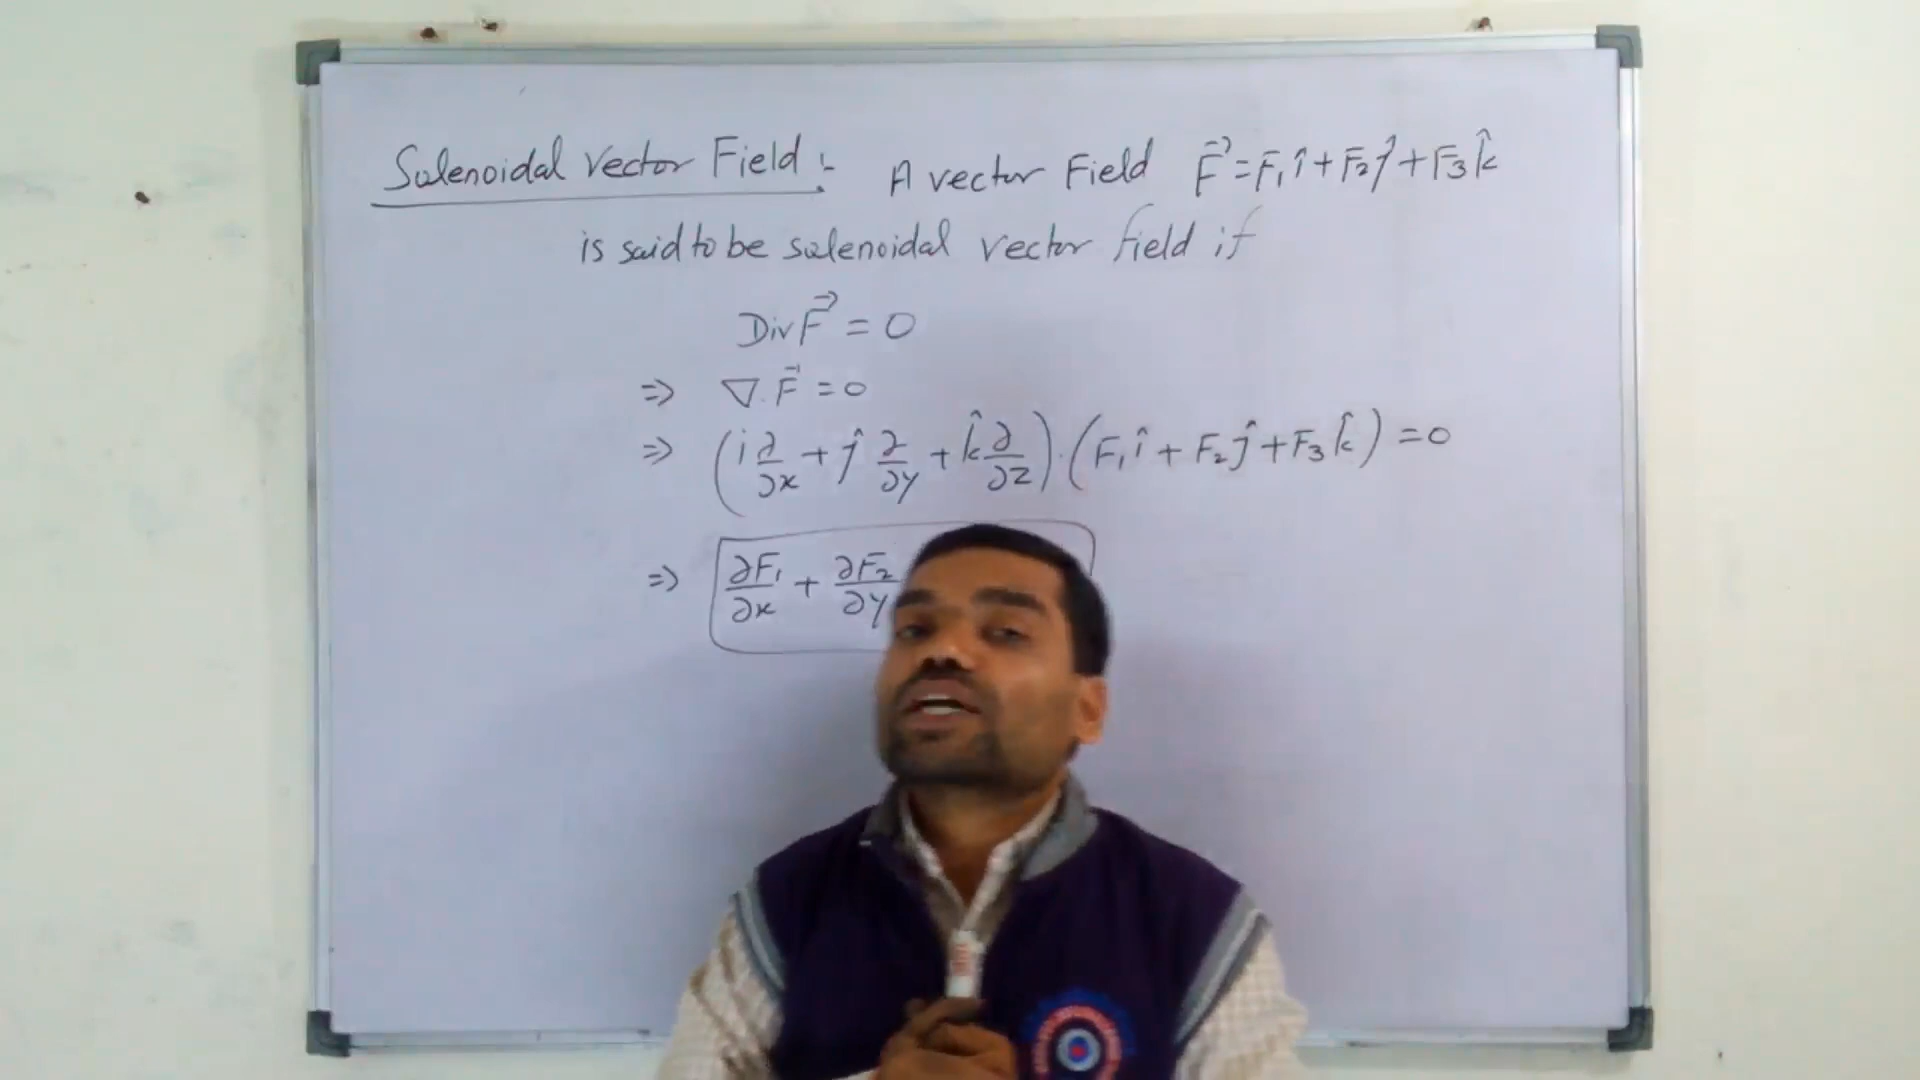 Solenoidal Vector Field :- A vector Field F⃗ = F₁î + F₂ĵ + F₃k̂
is said to be solenoidal vector field if
Div F⃗ = 0
⇒ ∇. F⃗ = 0
⇒ (i ∂/∂x + ĵ ∂/∂y + k̂ ∂/∂z) . (F₁î + F₂ĵ + F₃k̂) = 0
⇒ ∂F₁/∂x + ∂F₂/∂y